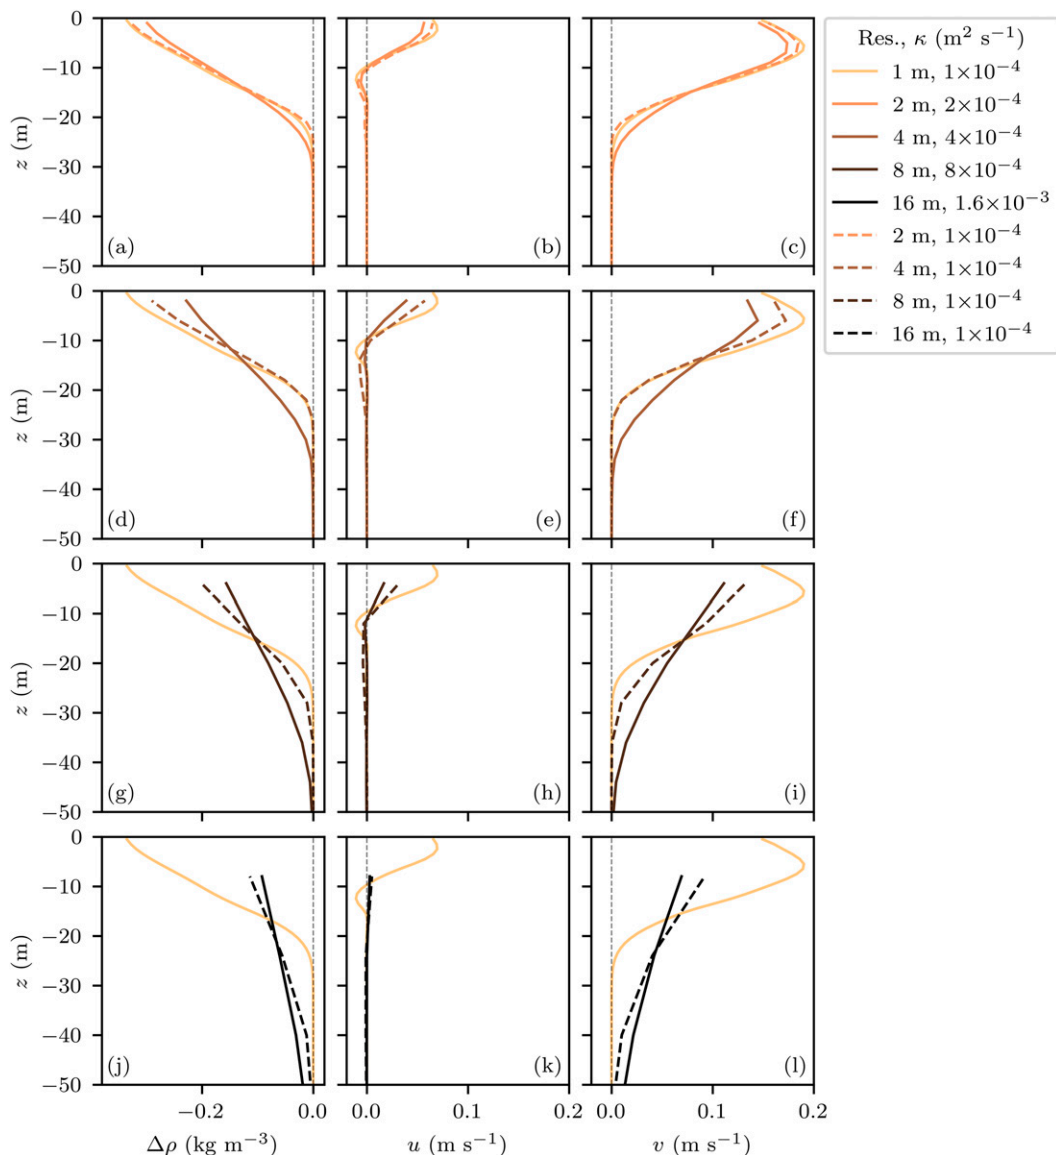 0
−10
−20
−30
−40
−50
z (m)
(a)
(b)
(c)
Res., κ (m² s⁻¹)
1 m, 1×10⁻⁴
2 m, 2×10⁻⁴
4 m, 4×10⁻⁴
8 m, 8×10⁻⁴
16 m, 1.6×10⁻³
2 m, 1×10⁻⁴
4 m, 1×10⁻⁴
8 m, 1×10⁻⁴
16 m, 1×10⁻⁴
0
−10
−20
−30
−40
−50
z (m)
(d)
(e)
(f)
0
−10
−20
−30
−40
−50
z (m)
(g)
(h)
(i)
0
−10
−20
−30
−40
−50
z (m)
(j)
(k)
(l)
−0.2 0.0
0.0 0.1 0.2
0.0 0.1 0.2
Δρ (kg m⁻³)
u (m s⁻¹)
v (m s⁻¹)